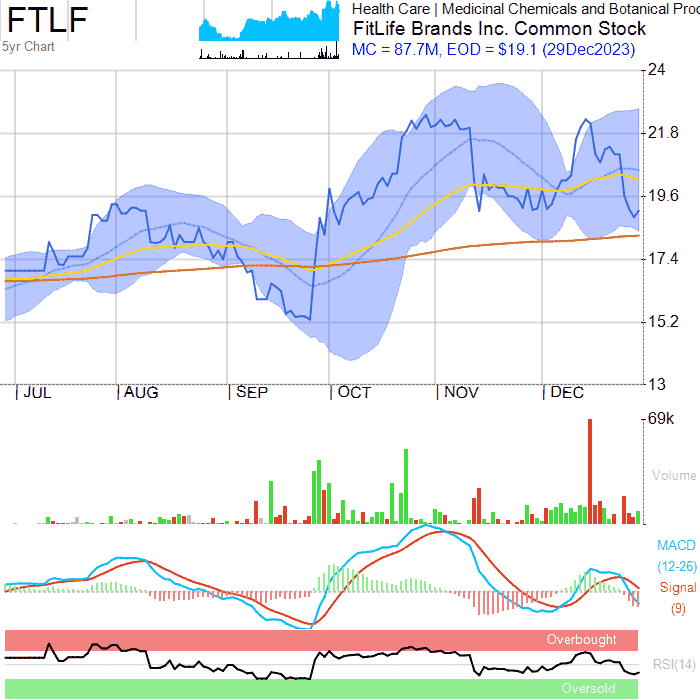 FTLF
5yr Chart
Health Care | Medicinal Chemicals and Botanical Prod
FitLife Brands Inc. Common Stock
MC = 87.7M, EOD = $19.1 (29Dec2023)
24
21.8
19.6
17.4
15.2
13
JUL AUG SEP OCT NOV DEC
69k
Volume
MACD
(12-26)
Signal
(9)
Overbought
RSI(14)
Oversold